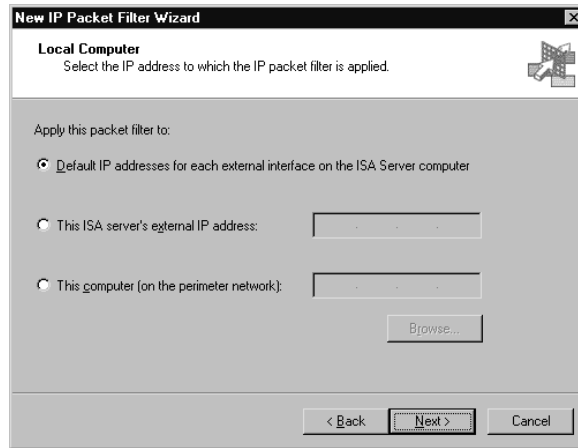 New IP Packet Filter Wizard
Local Computer
Select the IP address to which the IP packet filter is applied.
Apply this packet filter to:
Default IP addresses for each external interface on the ISA Server computer
This ISA server's external IP address:
This computer (on the perimeter network):
Browse...
< Back Next > Cancel